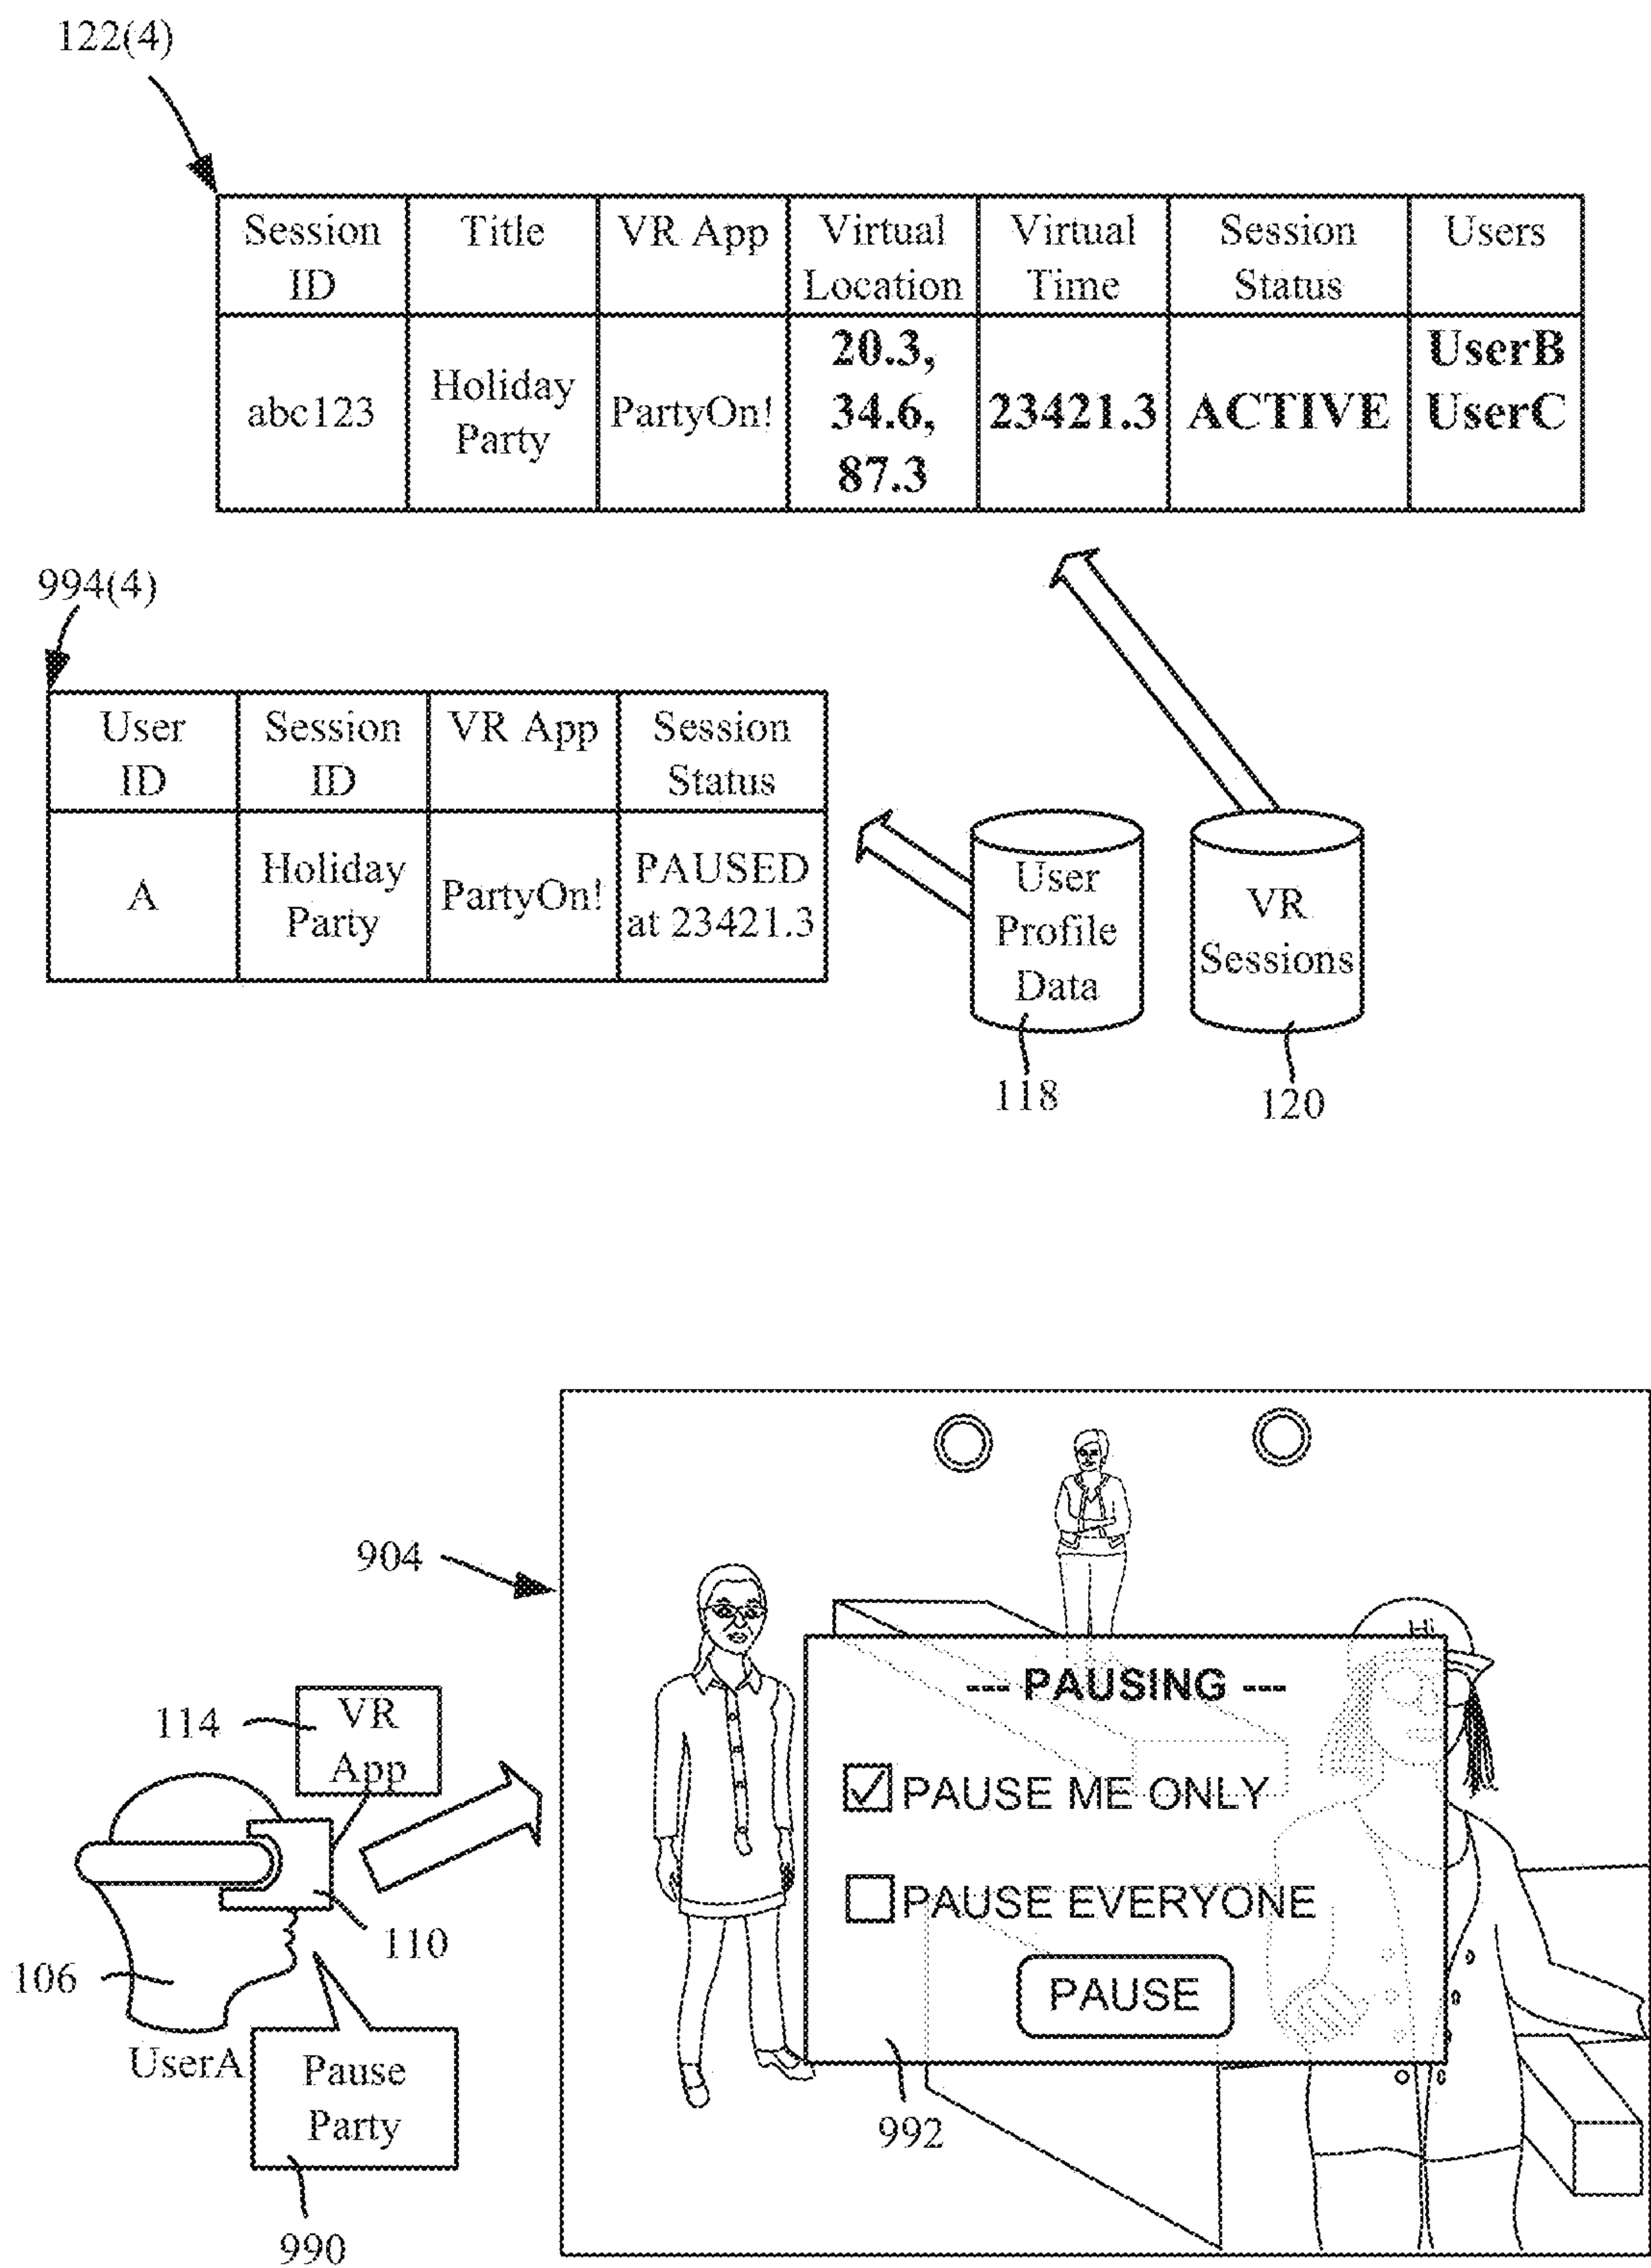 122(4)
Session ID
Title
VR App
Virtual Location
Virtual Time
Session Status
Users
abc123
Holiday Party
PartyOn!
20.3,
34.6,
87.3
23421.3
ACTIVE
UserB
UserC
994(4)
User ID
Session ID
VR App
Session Status
A
Holiday Party
PartyOn!
PAUSED
at 23421.3
User
Profile
Data
VR
Sessions
118
120
904
Hi
--- PAUSING ---
PAUSE ME ONLY
PAUSE EVERYONE
PAUSE
992
114
VR
App
110
106
UserA
Pause
Party
990